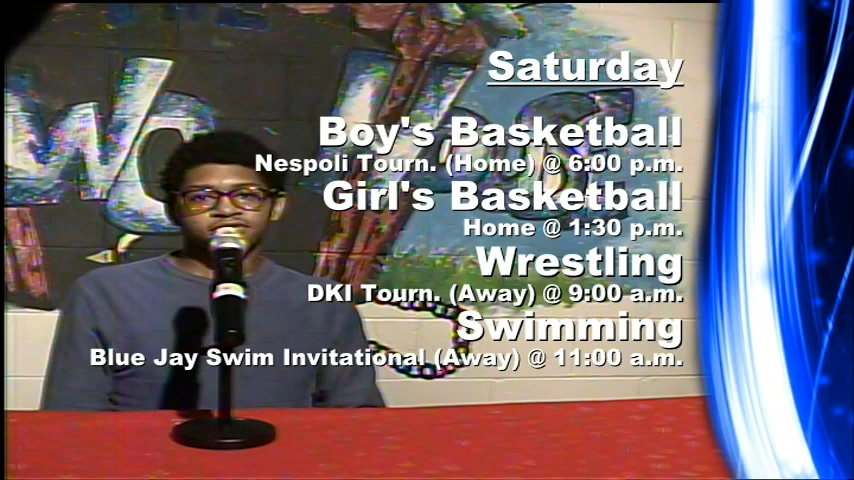 Saturday
Boy's Basketball
Nespoli Tourn. (Home) @ 6:00 p.m.
Girl's Basketball
Home @ 1:30 p.m.
Wrestling
DKI Tourn. (Away) @ 9:00 a.m.
Swimming
Blue Jay Swim Invitational (Away) @ 11:00 a.m.